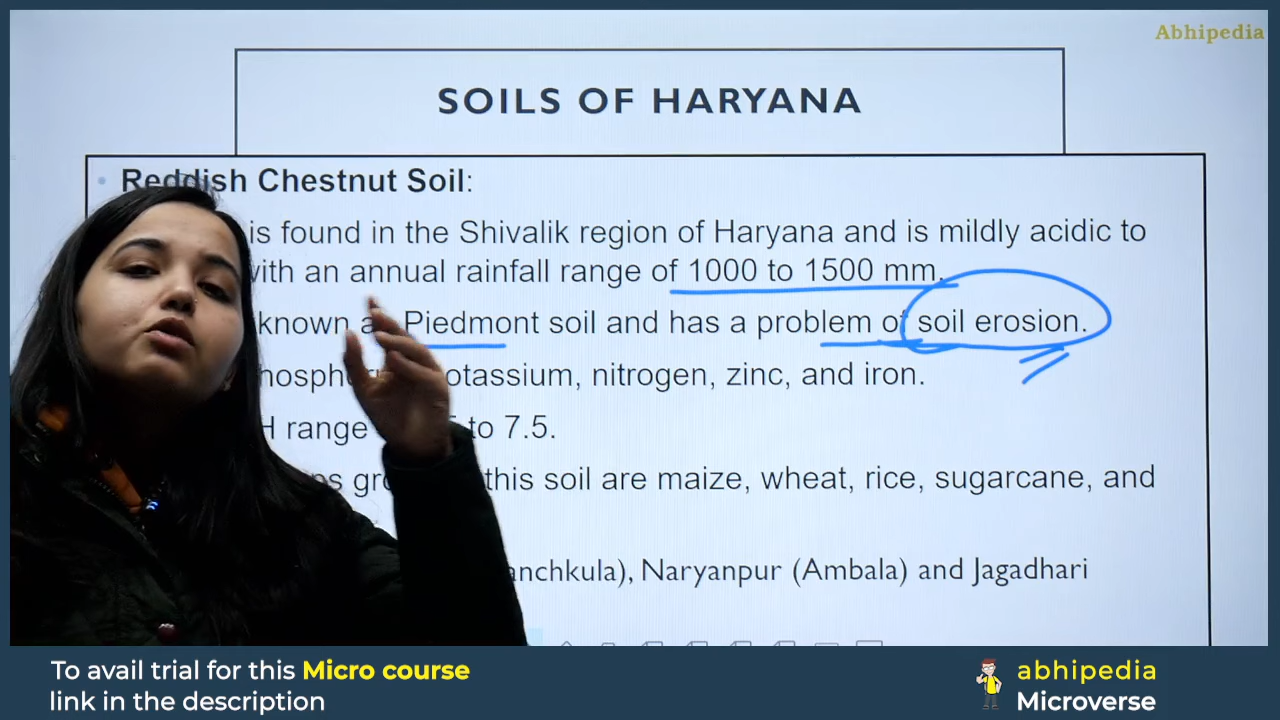 Abhipedia
SOILS OF HARYANA
Reddish Chestnut Soil:
is found in the Shivalik region of Haryana and is mildly acidic to
with an annual rainfall range of 1000 to 1500 mm.
known as Piedmont soil and has a problem of soil erosion.
potassium, nitrogen, zinc, and iron.
range to 7.5.
this soil are maize, wheat, rice, sugarcane, and
Naryanpur (Ambala) and Jagadhari
To avail trial for this Micro course
link in the description
abhipedia
Microverse